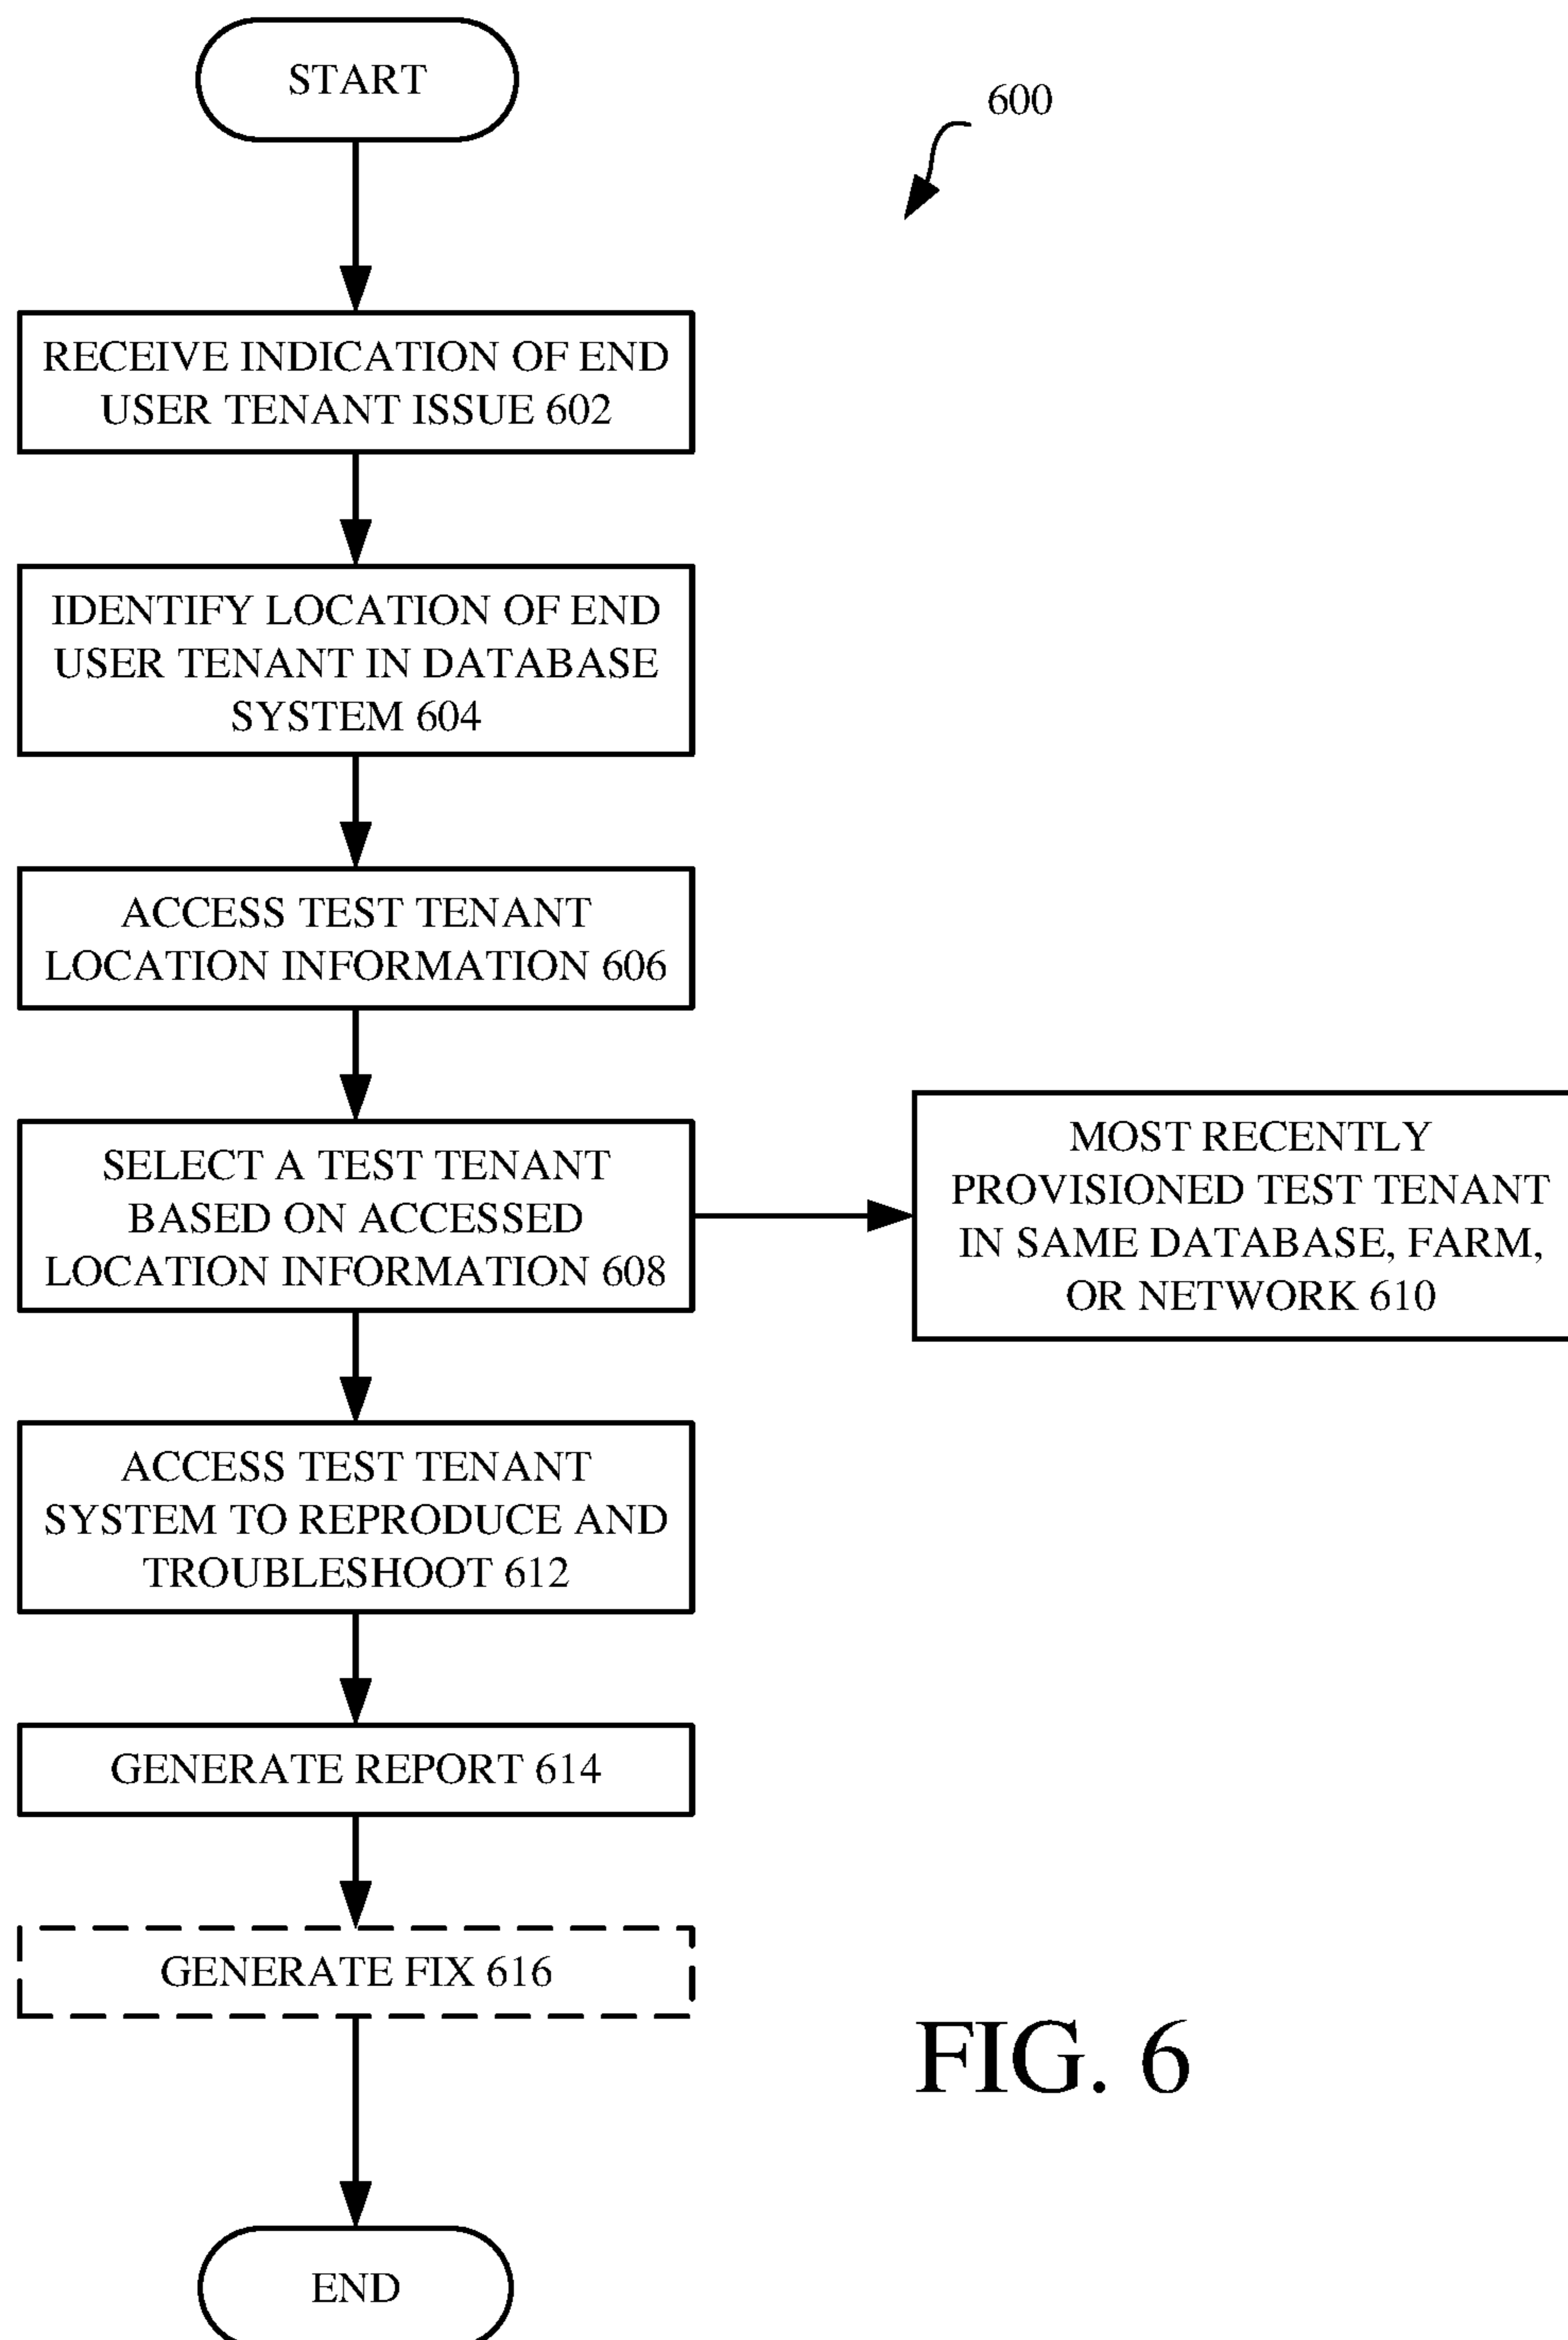 START
600
RECEIVE INDICATION OF END
USER TENANT ISSUE 602
IDENTIFY LOCATION OF END
USER TENANT IN DATABASE
SYSTEM 604
ACCESS TEST TENANT
LOCATION INFORMATION 606
SELECT A TEST TENANT
BASED ON ACCESSED
LOCATION INFORMATION 608
MOST RECENTLY
PROVISIONED TEST TENANT
IN SAME DATABASE, FARM,
OR NETWORK 610
ACCESS TEST TENANT
SYSTEM TO REPRODUCE AND
TROUBLESHOOT 612
GENERATE REPORT 614
GENERATE FIX 616
FIG. 6
END